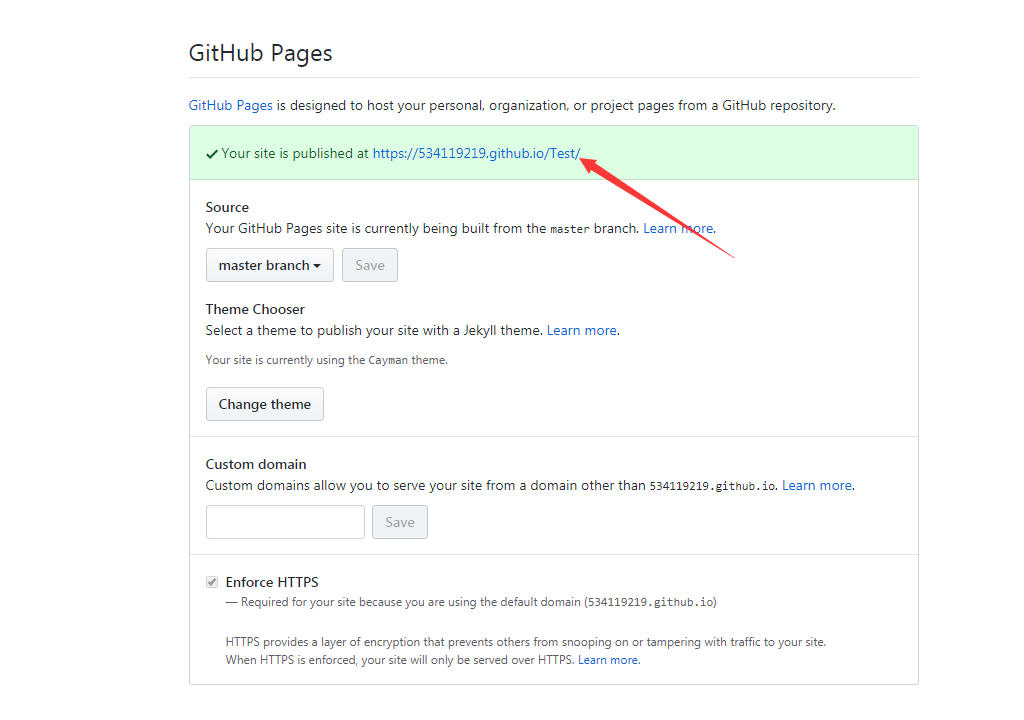 GitHub Pages
GitHub Pages is designed to host your personal, organization, or project pages from a GitHub repository.
Your site is published at https://534119219.github.io/Test/
Source
Your GitHub Pages site is currently being built from the master branch. Learn more.
master branch Save
Theme Chooser
Select a theme to publish your site with a Jekyll theme. Learn more.
Your site is currently using the Cayman theme.
Change theme
Custom domain
Custom domains allow you to serve your site from a domain other than 534119219.github.io. Learn more.
Save
Enforce HTTPS
— Required for your site because you are using the default domain (534119219.github.io)
HTTPS provides a layer of encryption that prevents others from snooping on or tampering with traffic to your site.
When HTTPS is enforced, your site will only be served over HTTPS. Learn more.